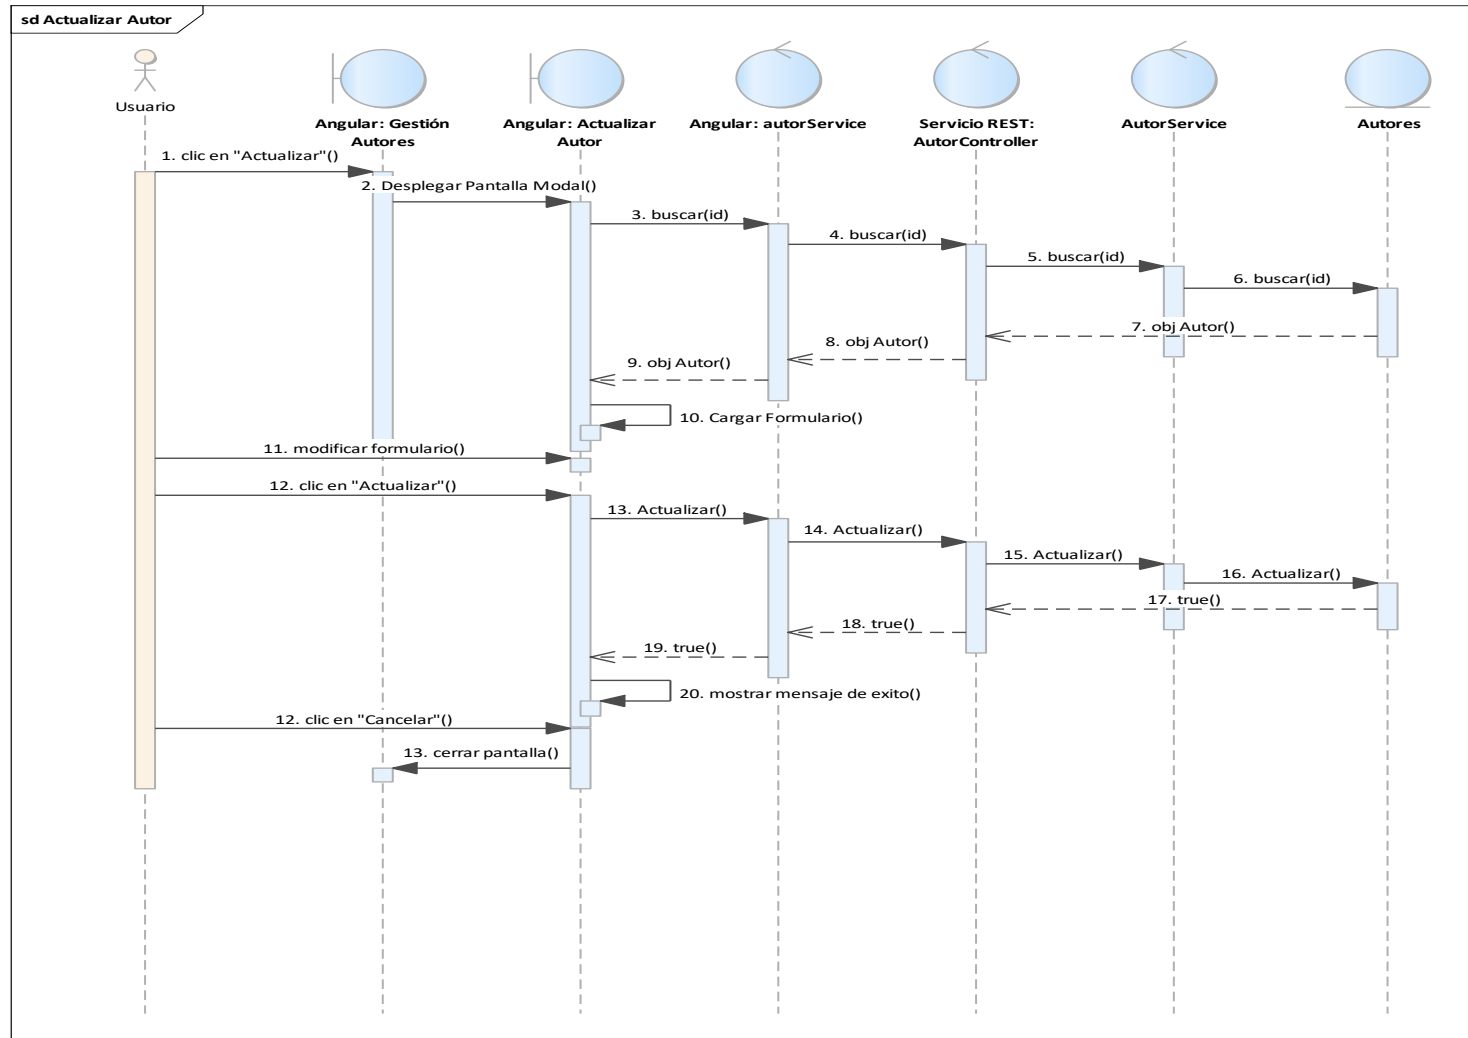 sd Actualizar Autor
Usuario
Angular: Gestión
Autores
Angular: Actualizar
Autor
Angular: autorService
Servicio REST:
AutorController
AutorService
Autores
1. clic en "Actualizar"()
2. Desplegar Pantalla Modal()
3. buscar(id)
4. buscar(id)
5. buscar(id)
6. buscar(id)
7. obj Autor()
8. obj Autor()
9. obj Autor()
10. Cargar Formulario()
11. modificar formulario()
12. clic en "Actualizar"()
13. Actualizar()
14. Actualizar()
15. Actualizar()
16. Actualizar()
17. true()
18. true()
19. true()
20. mostrar mensaje de exito()
12. clic en "Cancelar"()
13. cerrar pantalla()